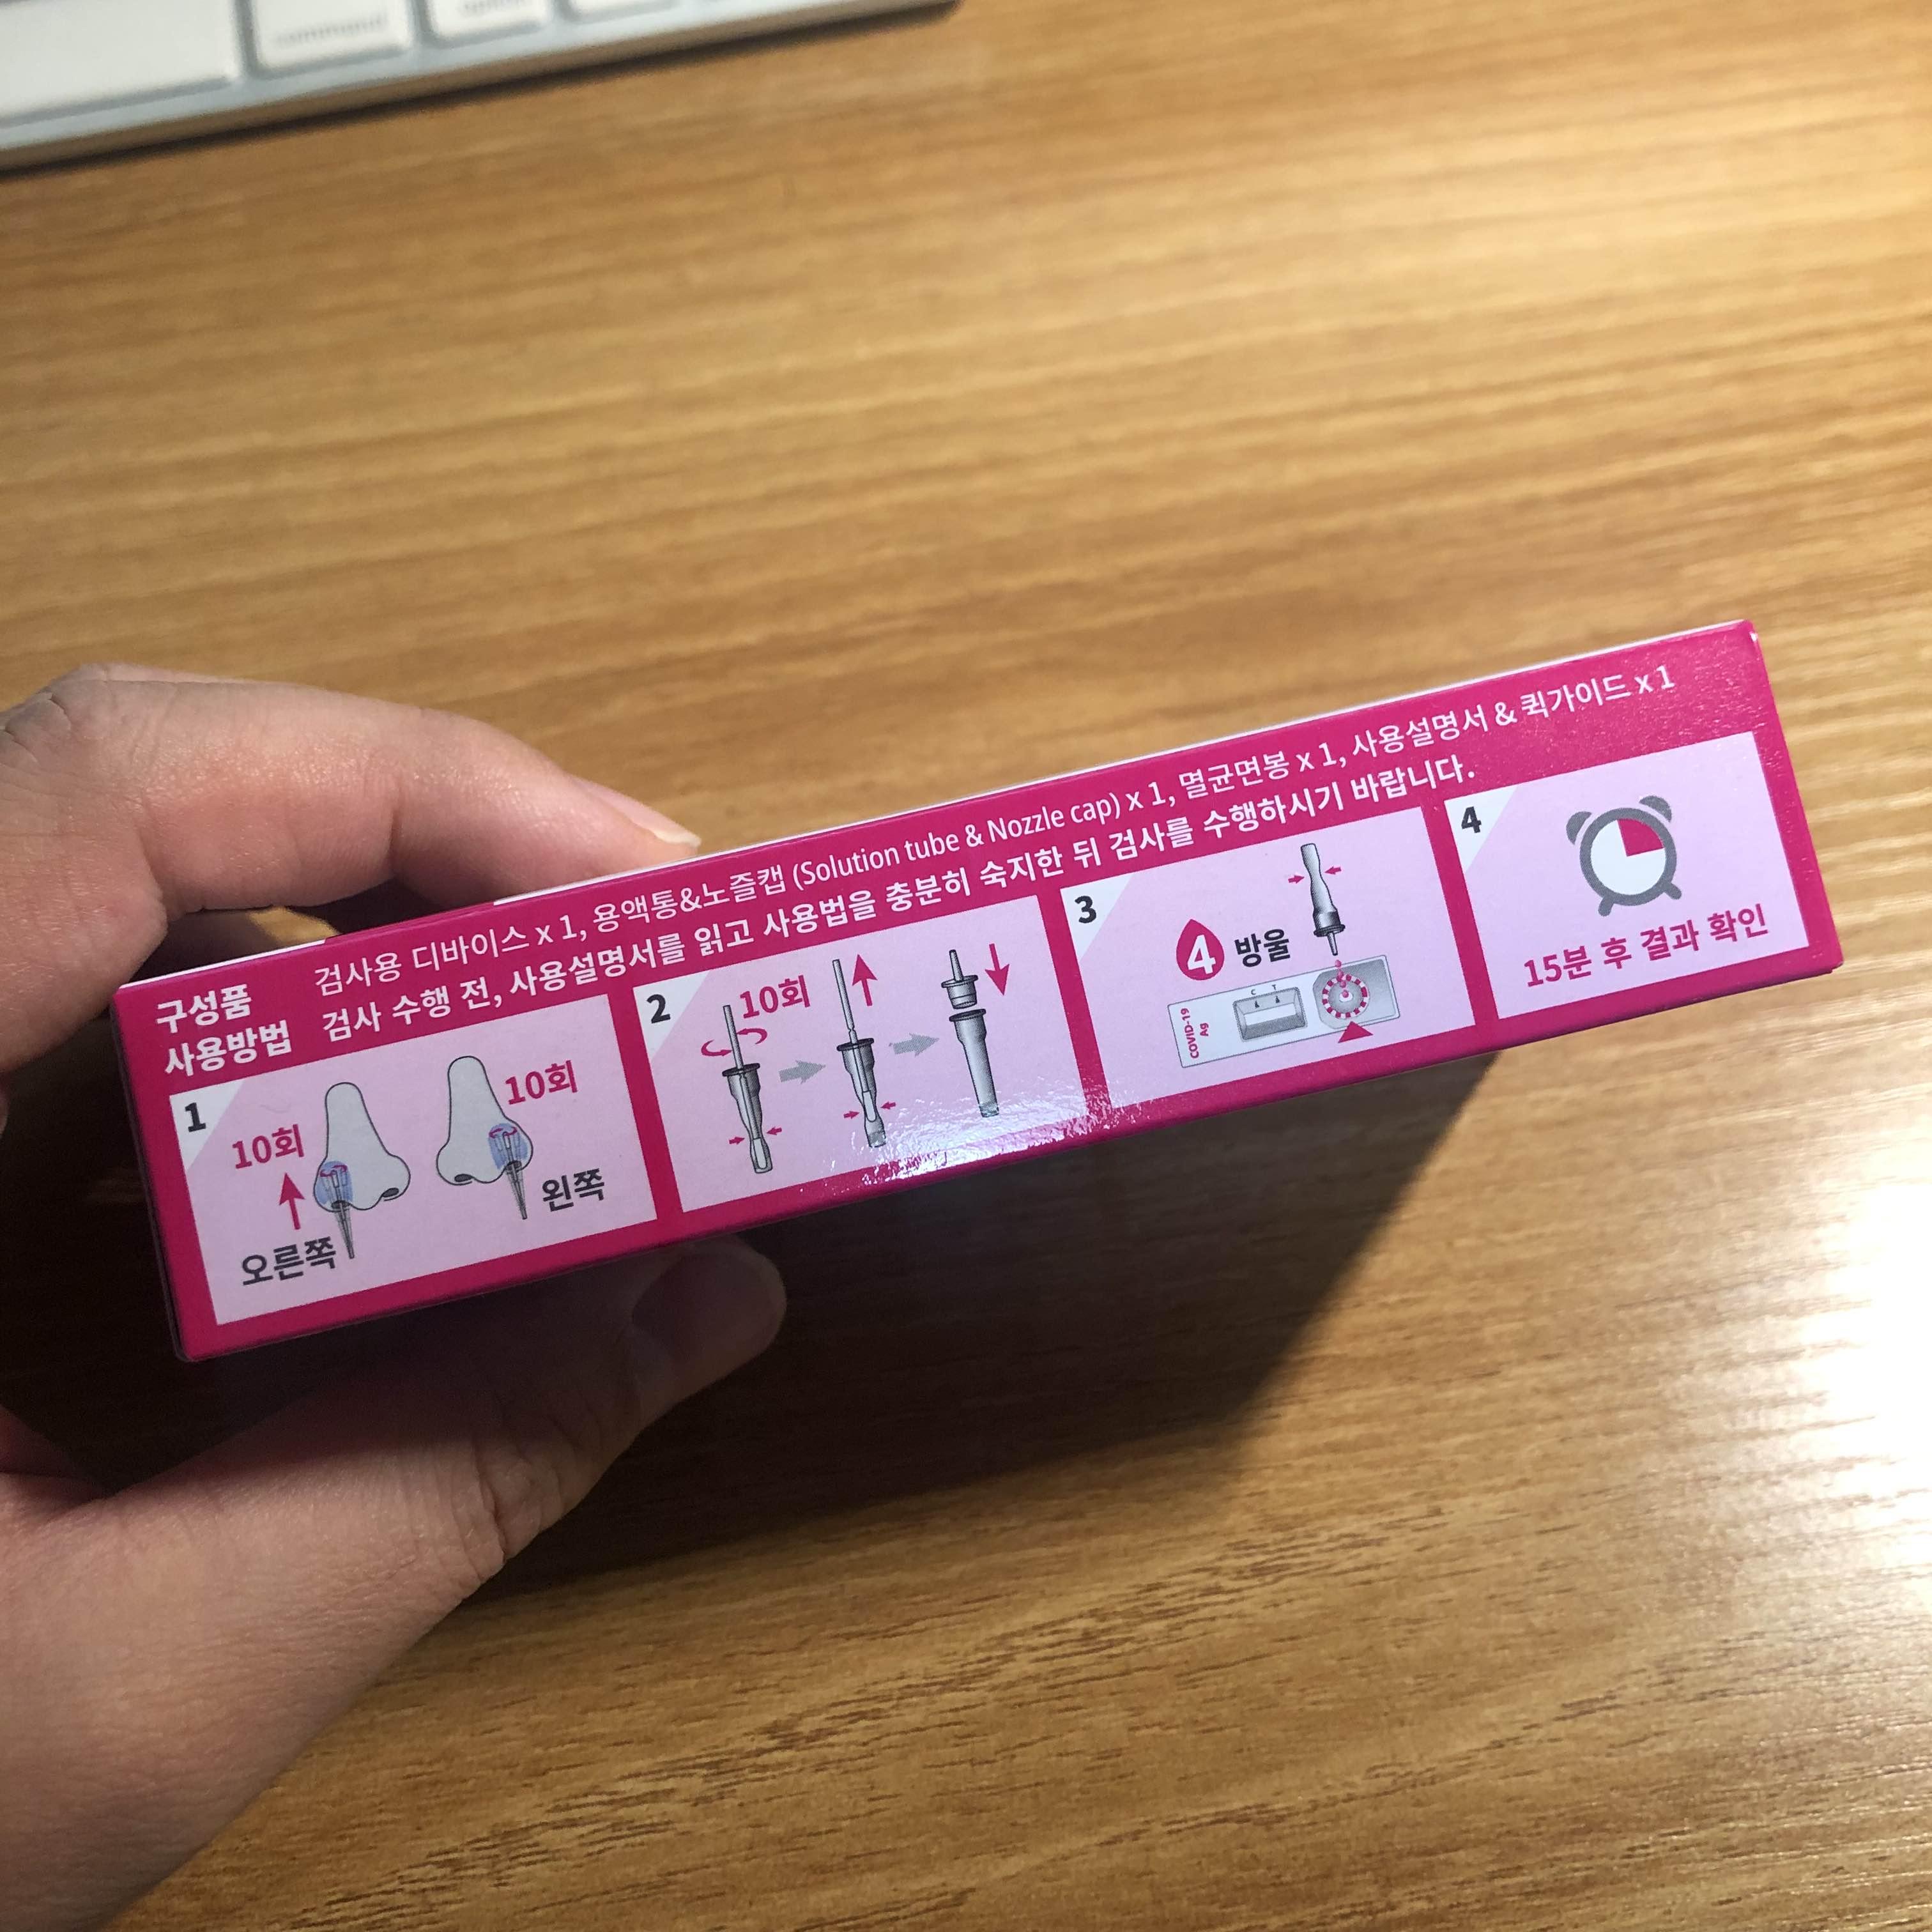 command
option
구성품 검사용 디바이스 x 1, 용액통&노즐캡 (Solution tube & Nozzle cap) x 1, 멸균면봉 x 1, 사용설명서 & 퀵가이드 x 1
사용방법 검사 수행 전, 사용설명서를 읽고 사용법을 충분히 숙지한 뒤 검사를 수행하시기 바랍니다.
1
10회
10회
오른쪽
왼쪽
2
10회
3
4 방울
C T
COVID-19
Ag
4
15분 후 결과 확인